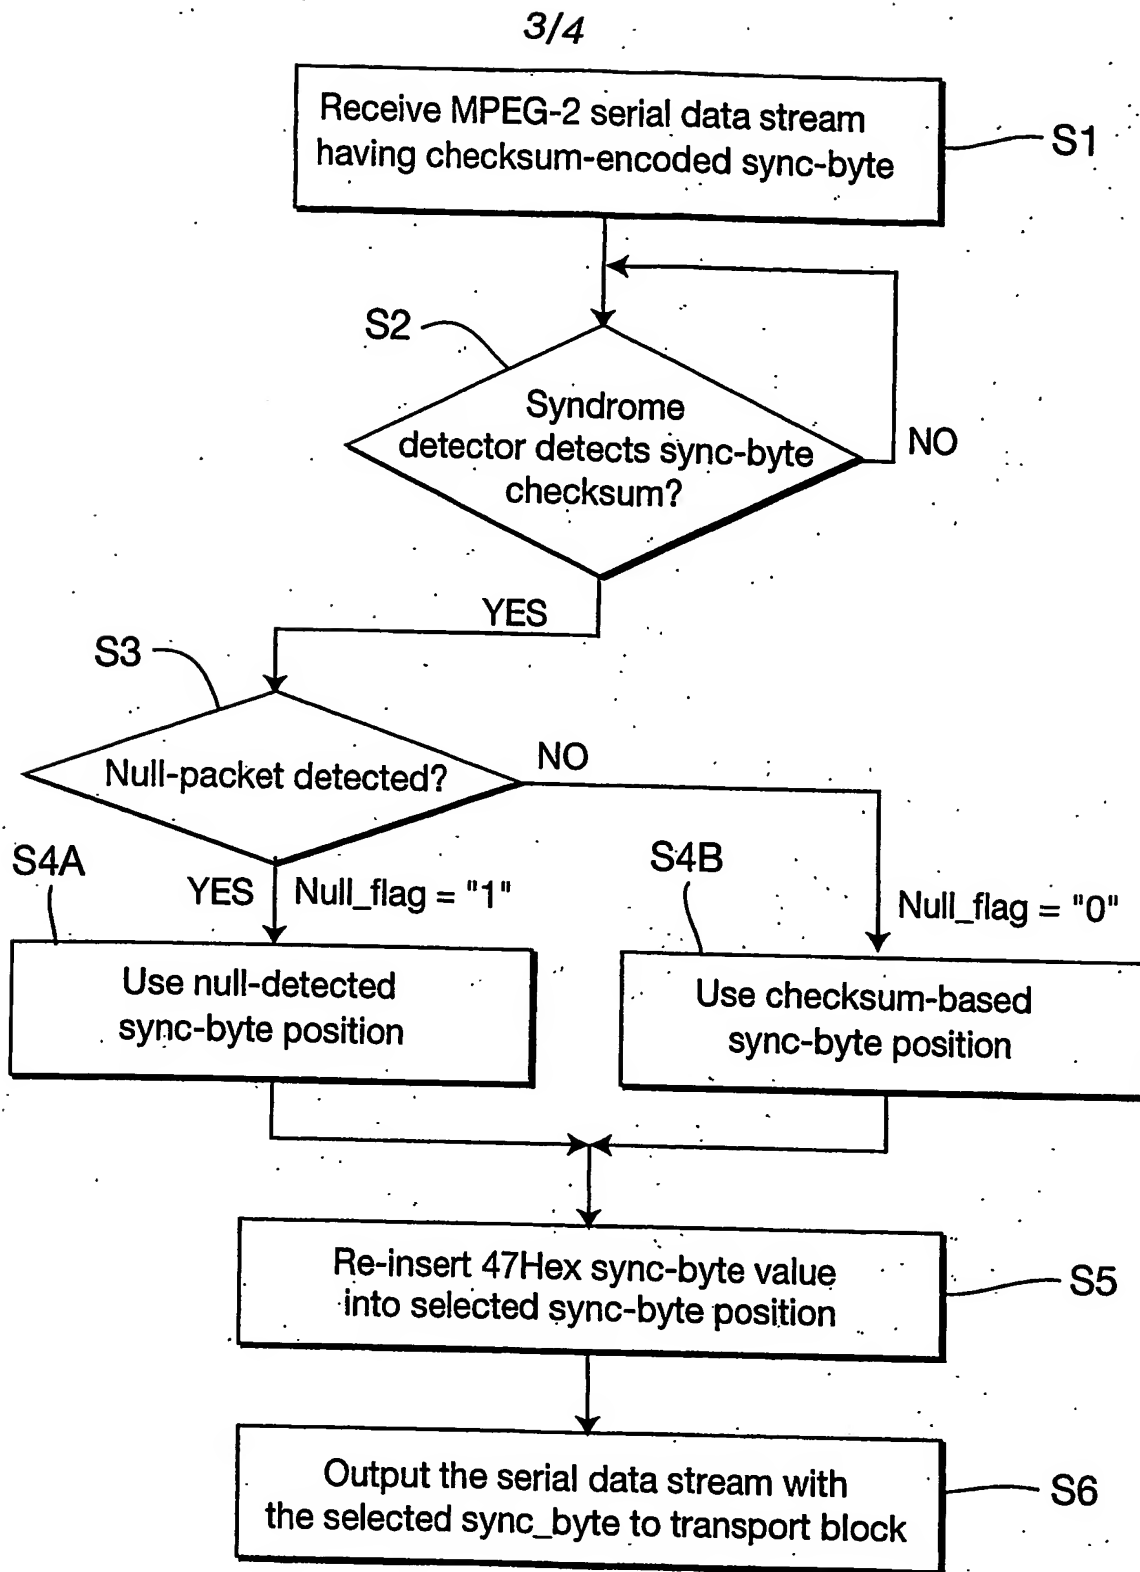 3/4
Receive MPEG-2 serial data stream
having checksum-encoded sync-byte
S1
S2
Syndrome
detector detects sync-byte
checksum?
NO
YES
S3
Null-packet detected?
NO
S4A
YES
Null_flag = "1"
S4B
Null_flag = "0"
Use null-detected
sync-byte position
Use checksum-based
sync-byte position
Re-insert 47Hex sync-byte value
into selected sync-byte position
S5
Output the serial data stream with
the selected sync_byte to transport block
S6